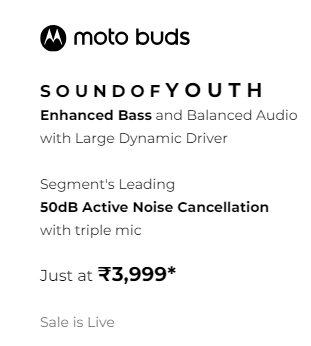 moto buds
SOUNDOFYOUTH
Enhanced Bass and Balanced Audio
with Large Dynamic Driver
Segment's Leading
50dB Active Noise Cancellation
with triple mic
Just at ₹3,999*
Sale is Live